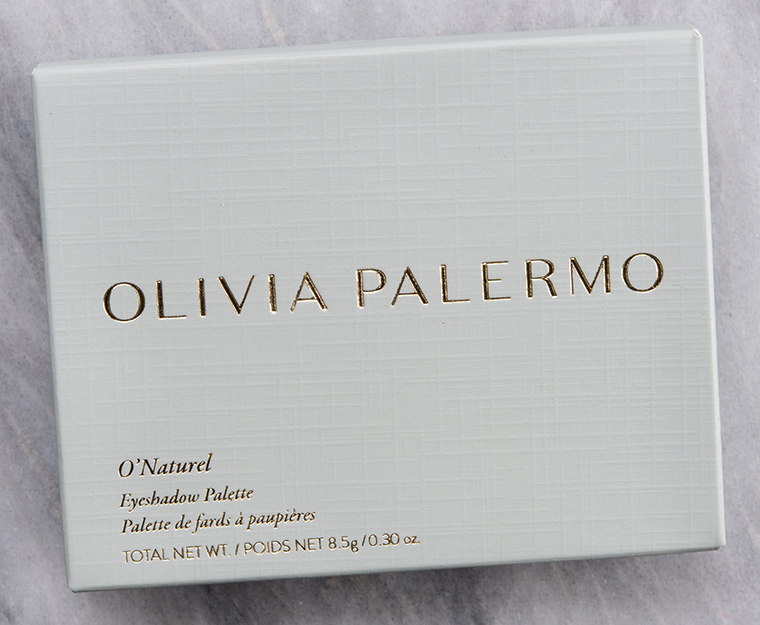 OLIVIA PALERMO
O'Naturel
Eyeshadow Palette
Palette de fards à paupières
TOTAL NET WT. / POIDS NET 8.5g / 0.30 oz.